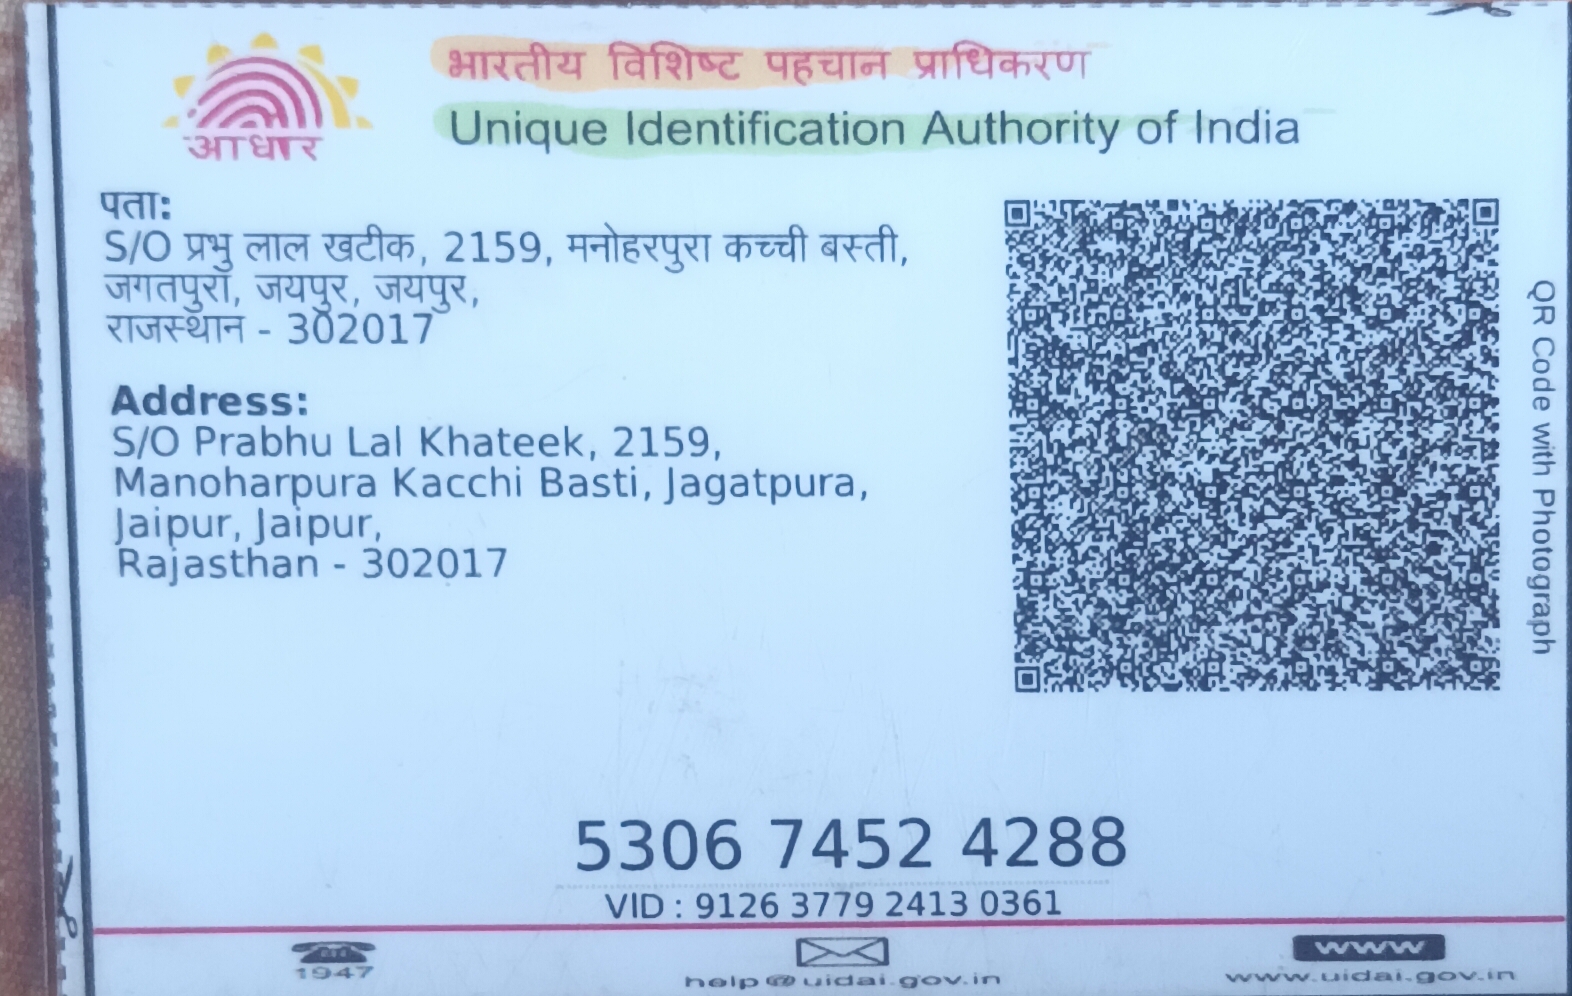 आधार
भारतीय विशिष्ट पहचान प्राधिकरण
Unique Identification Authority of India
पता:
S/O प्रभु लाल खटीक, 2159, मनोहरपुरा कच्ची बस्ती,
जगतपुरा, जयपुर, जयपुर,
राजस्थान - 302017
Address:
S/O Prabhu Lal Khateek, 2159,
Manoharpura Kacchi Basti, Jagatpura,
Jaipur, Jaipur,
Rajasthan - 302017
QR Code with Photograph
5306 7452 4288
VID : 9126 3779 2413 0361
1947
help@uidai.gov.in
www
www.uidai.gov.in